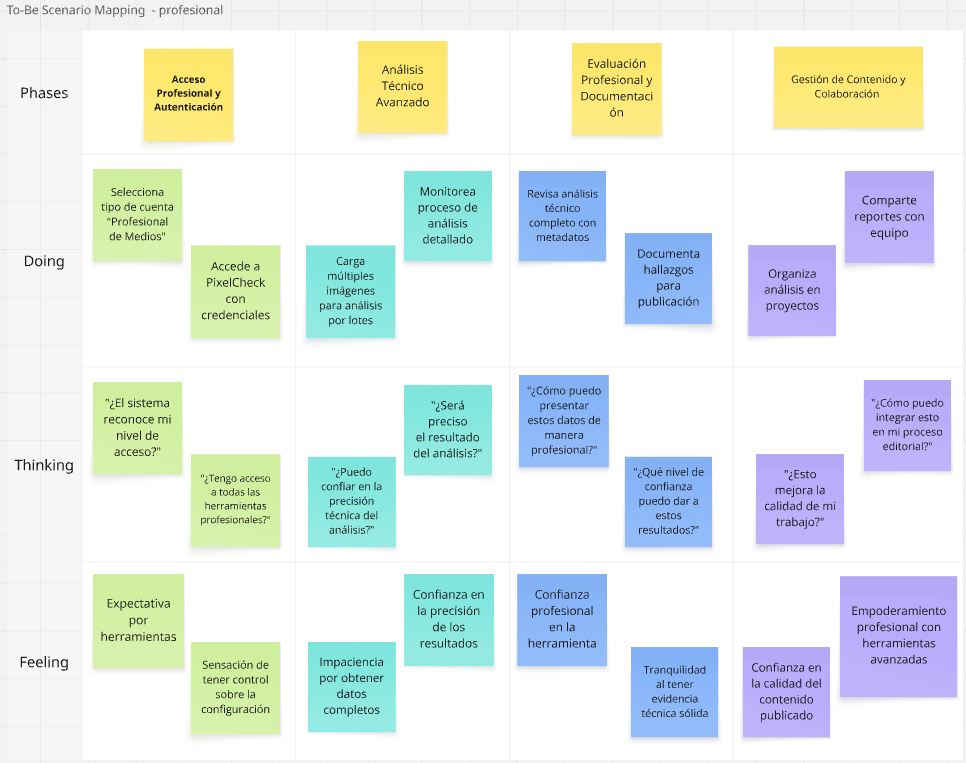 To-Be Scenario Mapping - profesional
Phases
Acceso
Profesional y
Autenticación
Análisis
Técnico
Avanzado
Evaluación
Profesional y
Documentaci
ón
Gestión de Contenido y
Colaboración
Doing
Selecciona
tipo de cuenta
"Profesional
de Medios"
Accede a
PixelCheck
con
credenciales
Carga
múltiples
imágenes
para análisis
por lotes
Monitorea
proceso de
análisis
detallado
Revisa análisis
técnico
completo con
metadatos
Documenta
hallazgos
para
publicación
Organiza
análisis en
proyectos
Comparte
reportes con
equipo
Thinking
"¿El sistema
reconoce mi
nivel de
acceso?"
"¿Tengo acceso
a todas las
herramientas
profesionales?"
"¿Puedo
confiar en la
precisión
técnica del
análisis?"
"¿Será
preciso
el resultado
del análisis?"
"¿Cómo puedo
presentar
estos datos de
manera
profesional?"
"¿Qué nivel de
confianza
puedo dar a
estos
resultados?"
"¿Esto
mejora la
calidad de mi
trabajo?"
"¿Cómo puedo
integrar esto
en mi proceso
editorial?"
Feeling
Expectativa
por
herramientas
Sensación de
tener control
sobre la
configuración
Impaciencia
por obtener
datos
completos
Confianza en
la precisión
de los
resultados
Confianza
profesional
en la
herramienta
Tranquilidad
al tener
evidencia
técnica sólida
Confianza en
la calidad del
contenido
publicado
Empoderamiento
profesional con
herramientas
avanzadas